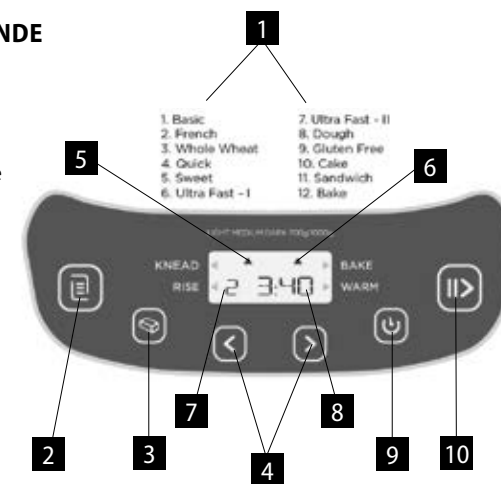 NDE
1
1. Basic
2. French
3. Whole Wheat
4. Quick
5. Sweet
6. Ultra Fast - I
7. Ultra Fast - II
8. Dough
9. Gluten Free
10. Cake
11. Sandwich
12. Bake
5
6
e
LIGHT MEDIUM DARK 700g 1000g
KNEAD
BAKE
RISE
2 3:40
WARM
7
8
2
3
4
9
10